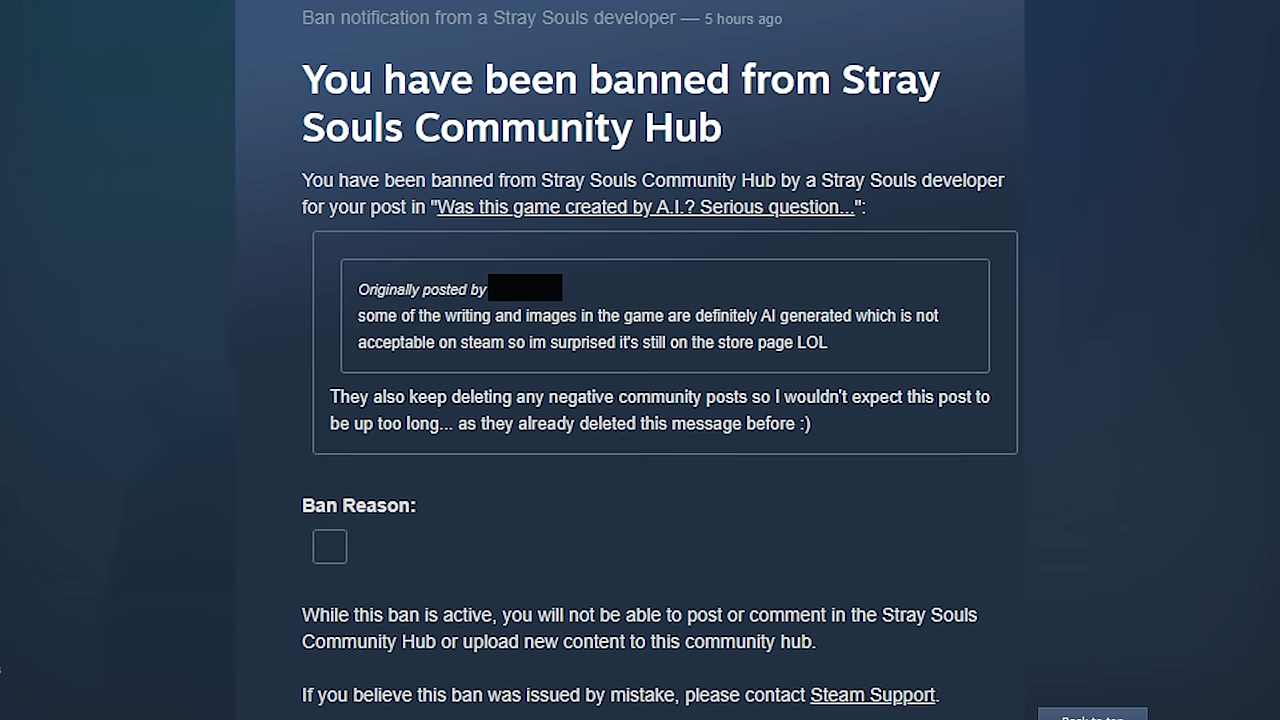 Ban notification from a Stray Souls developer — 5 hours ago
You have been banned from Stray
Souls Community Hub
You have been banned from Stray Souls Community Hub by a Stray Souls developer
for your post in "Was this game created by A.I.? Serious question...":
Originally posted by
some of the writing and images in the game are definitely AI generated which is not
acceptable on steam so im surprised it's still on the store page LOL
They also keep deleting any negative community posts so I wouldn't expect this post to
be up too long... as they already deleted this message before :)
Ban Reason:
While this ban is active, you will not be able to post or comment in the Stray Souls
Community Hub or upload new content to this community hub.
If you believe this ban was issued by mistake, please contact Steam Support.